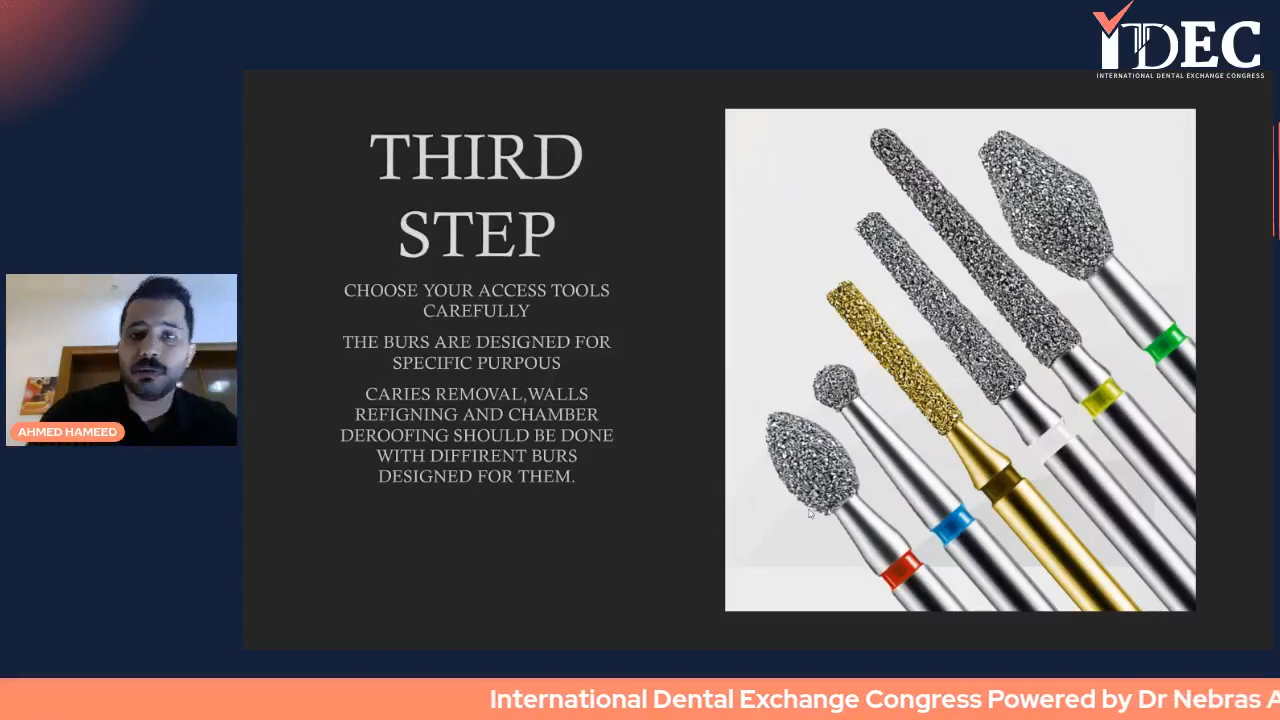 iDEC
INTERNATIONAL DENTAL EXCHANGE CONGRESS
THIRD
STEP
CHOOSE YOUR ACCESS TOOLS
CAREFULLY
THE BURS ARE DESIGNED FOR
SPECIFIC PURPOUS
CARIES REMOVAL,WALLS
REFIGNING AND CHAMBER
DEROOFING SHOULD BE DONE
WITH DIFFIRENT BURS
DESIGNED FOR THEM.
AHMED HAMEED
International Dental Exchange Congress Powered by Dr Nebras A